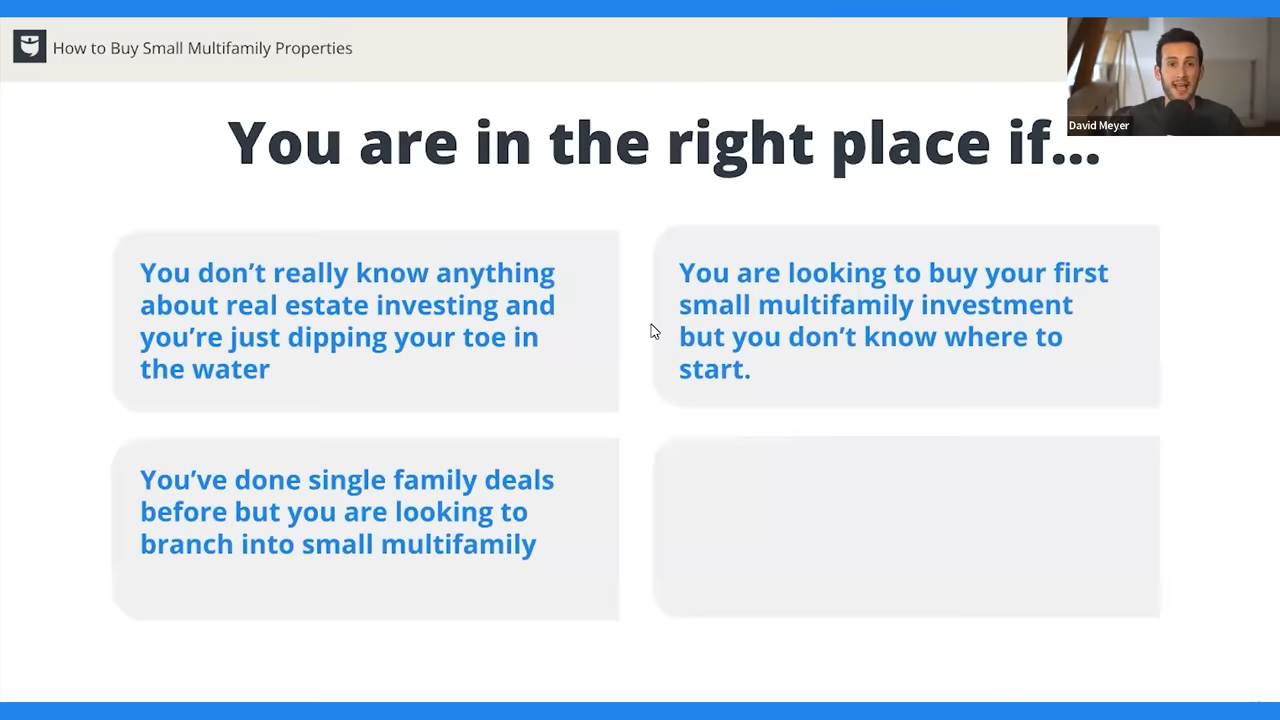 How to Buy Small Multifamily Properties
David Meyer
You are in the right place if...
You don’t really know anything
about real estate investing and
you’re just dipping your toe in
the water
You are looking to buy your first
small multifamily investment
but you don’t know where to
start.
You’ve done single family deals
before but you are looking to
branch into small multifamily